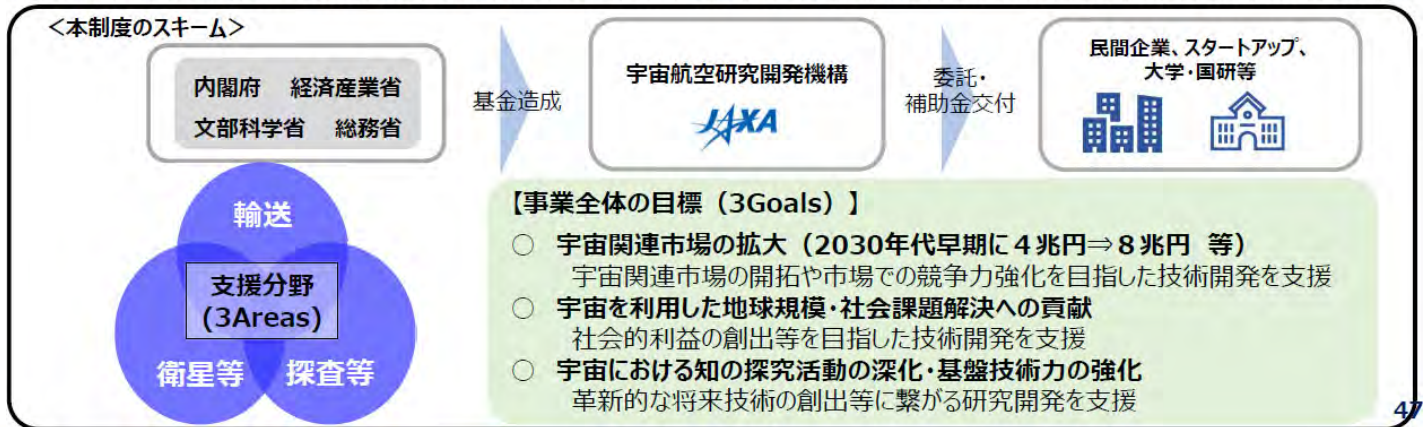 ＜本制度のスキーム＞
内閣府　経済産業省
文部科学省　総務省
基金造成
宇宙航空研究開発機構
JAXA
委託・
補助金交付
民間企業、スタートアップ、
大学・国研等
輸送
支援分野
(3Areas)
衛星等
探査等
【事業全体の目標（3Goals）】
○ 宇宙関連市場の拡大（2030年代早期に４兆円⇒８兆円 等）
宇宙関連市場の開拓や市場での競争力強化を目指した技術開発を支援
○ 宇宙を利用した地球規模・社会課題解決への貢献
社会的利益の創出等を目指した技術開発を支援
○ 宇宙における知の探究活動の深化・基盤技術力の強化
革新的な将来技術の創出等に繋がる研究開発を支援
47